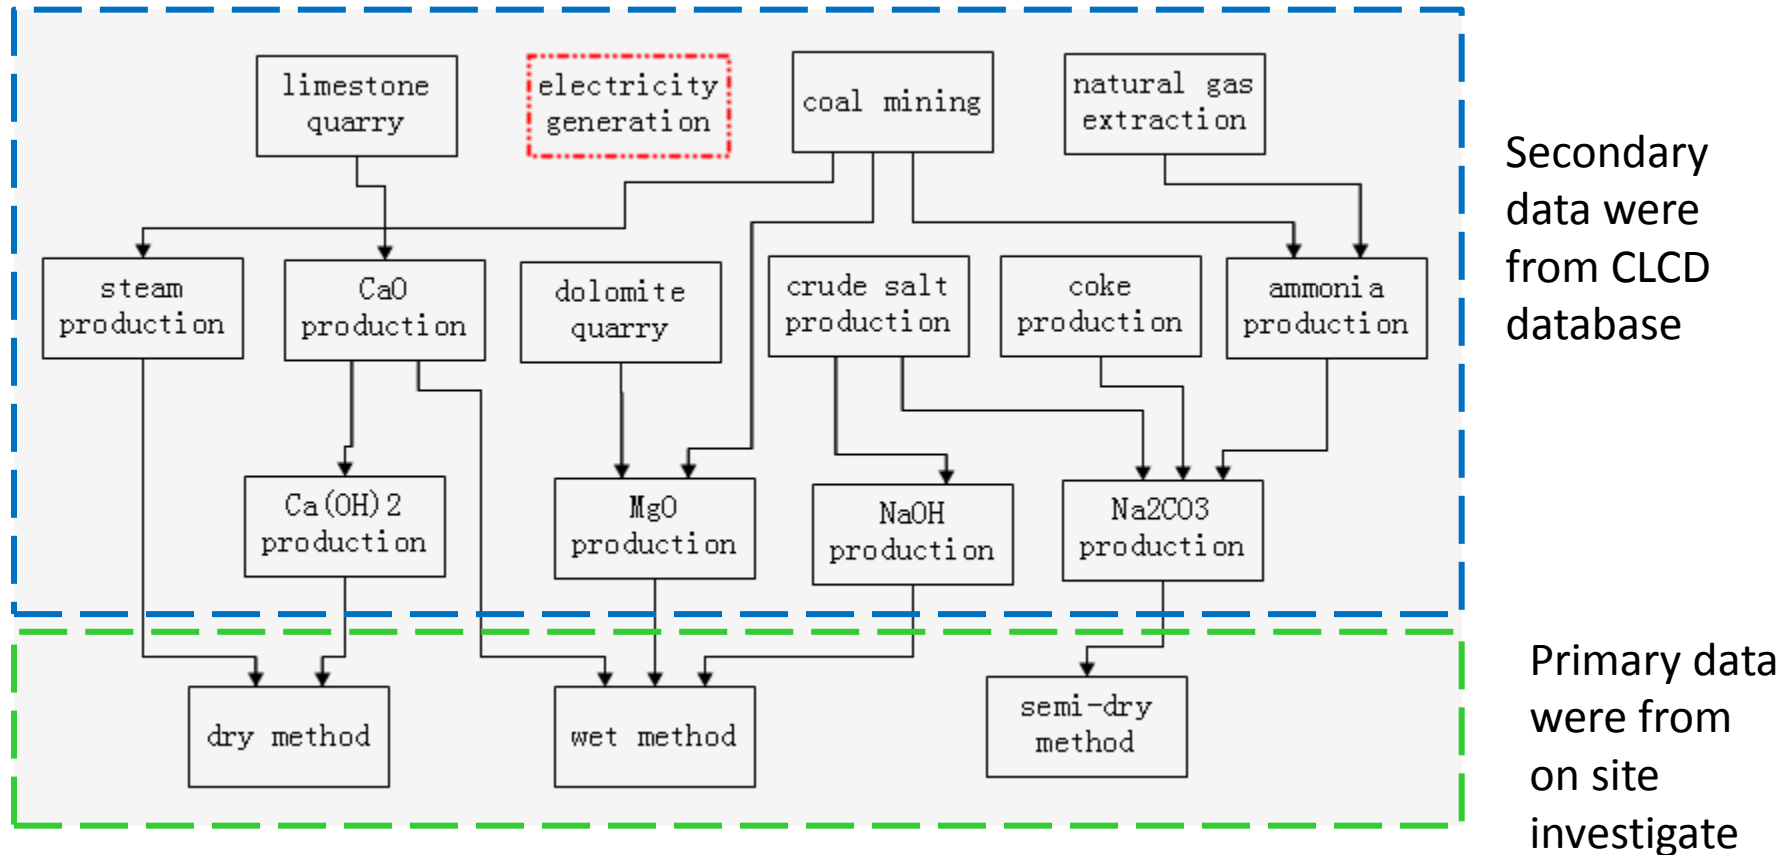 limestone
quarry
electricity
generation
coal mining
natural gas
extraction
Secondary
data were
from CLCD
database
steam
production
CaO
production
dolomite
quarry
crude salt
production
coke
production
ammonia
production
Ca(OH)2
production
MgO
production
NaOH
production
Na2CO3
production
dry method
wet method
semi-dry
method
Primary data
were from
on site
investigate